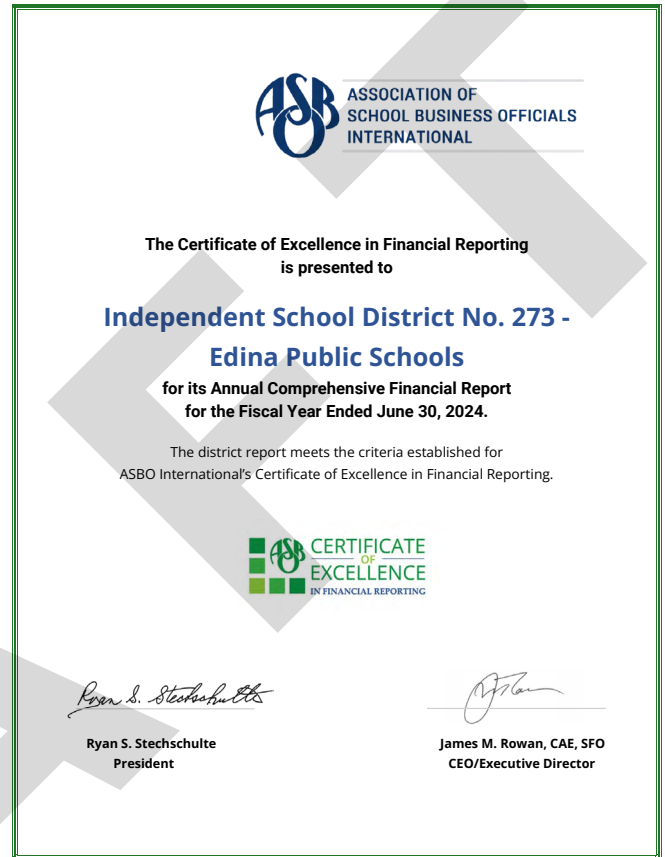 ASBO
ASSOCIATION OF
SCHOOL BUSINESS OFFICIALS
INTERNATIONAL
The Certificate of Excellence in Financial Reporting
is presented to
Independent School District No. 273 -
Edina Public Schools
for its Annual Comprehensive Financial Report
for the Fiscal Year Ended June 30, 2024.
The district report meets the criteria established for
ASBO International's Certificate of Excellence in Financial Reporting.
ASBO
CERTIFICATE
OF
EXCELLENCE
IN FINANCIAL REPORTING
Ryan S. Stechschulte
Ryan S. Stechschulte
President
James M. Rowan, CAE, SFO
CEO/Executive Director